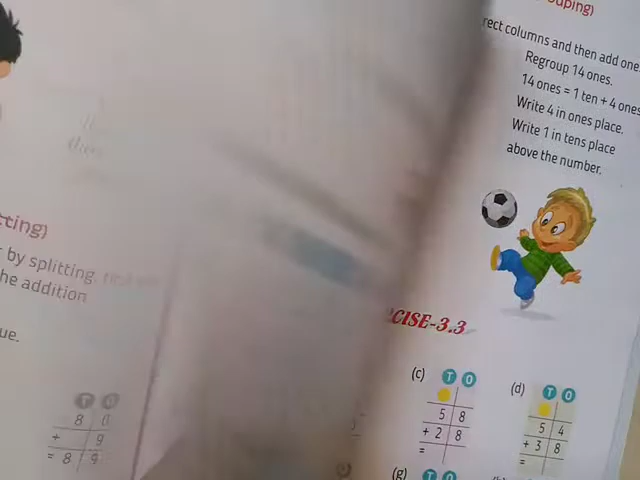 ouping)
rect columns and then add one
Regroup 14 ones.
14 ones = 1 ten + 4 ones
Write 4 in ones place.
Write 1 in tens place
above the number.
tting)
by splitting
he addition
ue.
T O
8 0
+ 9
= 8 9
CISE-3.3
(c) T O
5 8
+ 2 8
=
(d) T O
5 4
+ 3 8
=
(g) T O